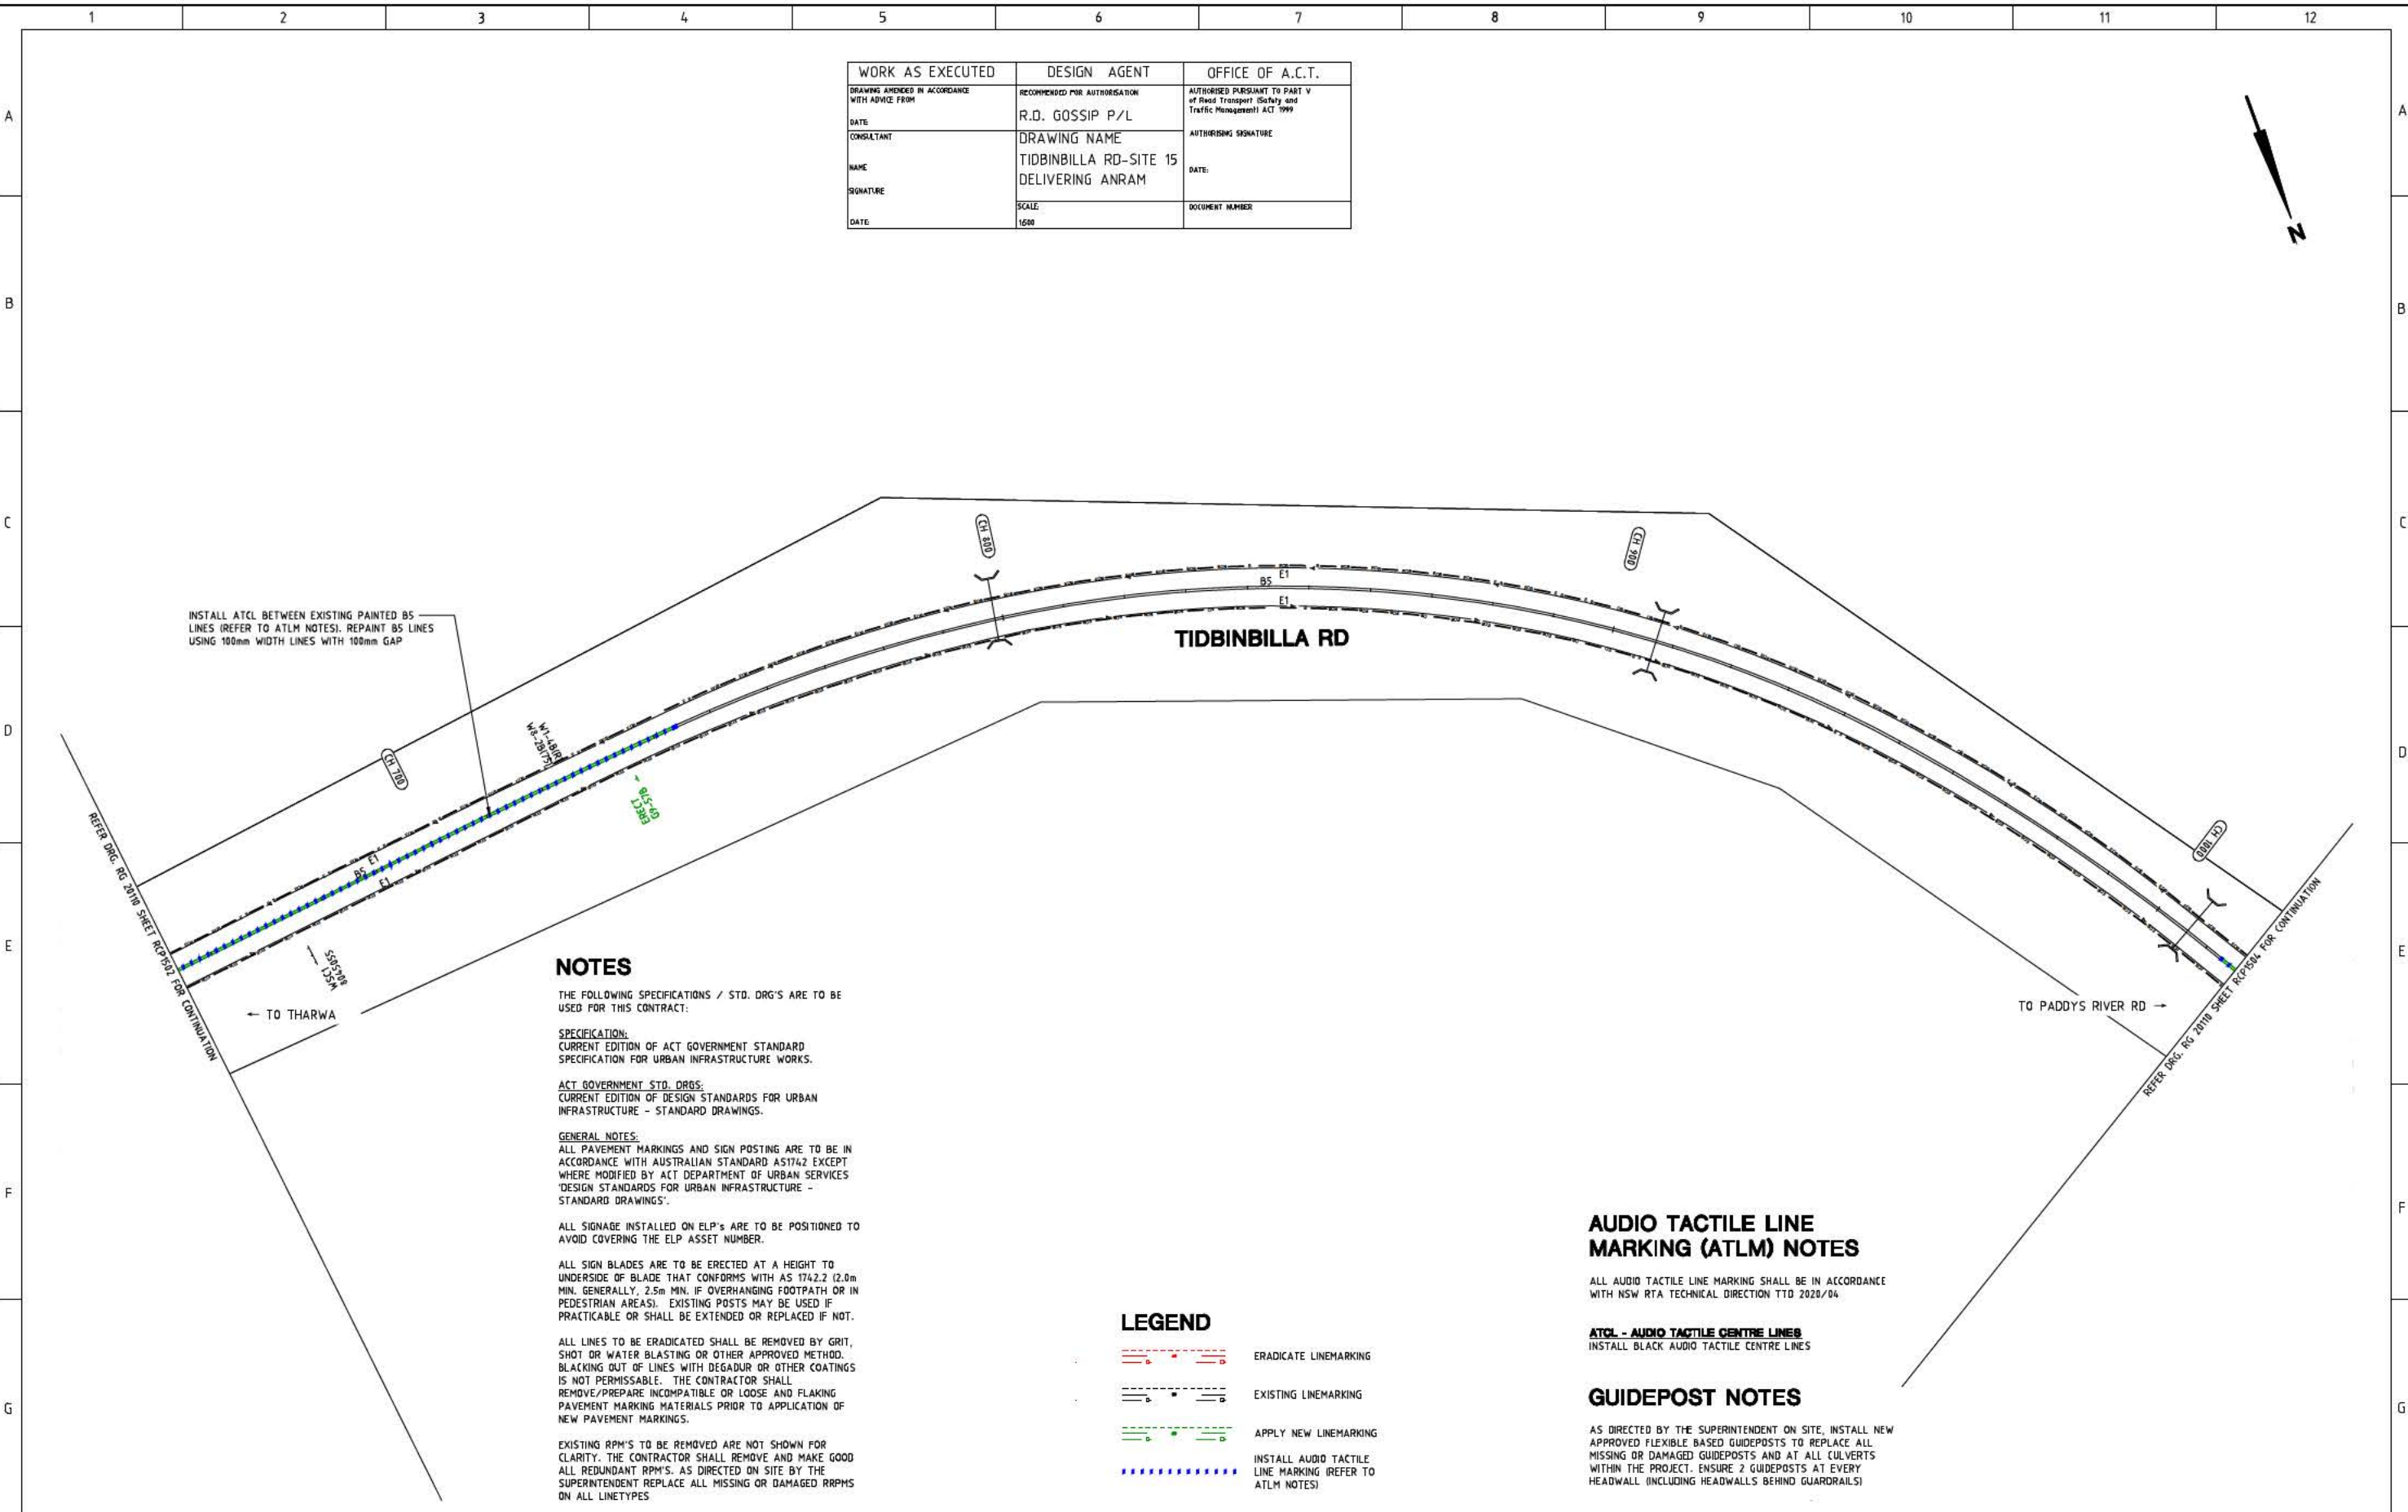 1 2 3 4 5 6 7 8 9 10 11 12
A A
B B
C C
D D
E E
F F
G G
WORK AS EXECUTED
DRAWING AMENDED IN ACCORDANCE
WITH ADVICE FROM
DATE:
CONSULTANT
NAME
SIGNATURE
DATE:
DESIGN AGENT
RECOMMENDED FOR AUTHORISATION
R.D. GOSSIP P/L
DRAWING NAME
TIDBINBILLA RD-SITE 15
DELIVERING ANRAM
SCALE:
1:500
OFFICE OF A.C.T.
AUTHORISED PURSUANT TO PART V
of Road Transport (Safety and
Traffic Management) ACT 1999
AUTHORISING SIGNATURE
DATE:
DOCUMENT NUMBER
N
INSTALL ATCL BETWEEN EXISTING PAINTED B5
LINES (REFER TO ATLM NOTES). REPAINT B5 LINES
USING 100mm WIDTH LINES WITH 100mm GAP
CH 700
CH 800
CH 900
CH 1000
W1-4B(R)
W8-2B(75)
ERECT
G9-57B
E1
B5
E1
E1
B5
E1
TIDBINBILLA RD
WSC1
← TO THARWA
TO PADDYS RIVER RD →
REFER DRG. RG 20110 SHEET RCP1502 FOR CONTINUATION
REFER DRG. RG 20110 SHEET RCP1504 FOR CONTINUATION
NOTES
THE FOLLOWING SPECIFICATIONS / STD. DRG'S ARE TO BE
USED FOR THIS CONTRACT:
SPECIFICATION:
CURRENT EDITION OF ACT GOVERNMENT STANDARD
SPECIFICATION FOR URBAN INFRASTRUCTURE WORKS.
ACT GOVERNMENT STD. DRGS:
CURRENT EDITION OF DESIGN STANDARDS FOR URBAN
INFRASTRUCTURE - STANDARD DRAWINGS.
GENERAL NOTES:
ALL PAVEMENT MARKINGS AND SIGN POSTING ARE TO BE IN
ACCORDANCE WITH AUSTRALIAN STANDARD AS1742 EXCEPT
WHERE MODIFIED BY ACT DEPARTMENT OF URBAN SERVICES
'DESIGN STANDARDS FOR URBAN INFRASTRUCTURE -
STANDARD DRAWINGS'.
ALL SIGNAGE INSTALLED ON ELP's ARE TO BE POSITIONED TO
AVOID COVERING THE ELP ASSET NUMBER.
ALL SIGN BLADES ARE TO BE ERECTED AT A HEIGHT TO
UNDERSIDE OF BLADE THAT CONFORMS WITH AS 1742.2 (2.0m
MIN. GENERALLY, 2.5m MIN. IF OVERHANGING FOOTPATH OR IN
PEDESTRIAN AREAS). EXISTING POSTS MAY BE USED IF
PRACTICABLE OR SHALL BE EXTENDED OR REPLACED IF NOT.
ALL LINES TO BE ERADICATED SHALL BE REMOVED BY GRIT,
SHOT OR WATER BLASTING OR OTHER APPROVED METHOD.
BLACKING OUT OF LINES WITH DEGADUR OR OTHER COATINGS
IS NOT PERMISSABLE. THE CONTRACTOR SHALL
REMOVE/PREPARE INCOMPATIBLE OR LOOSE AND FLAKING
PAVEMENT MARKING MATERIALS PRIOR TO APPLICATION OF
NEW PAVEMENT MARKINGS.
EXISTING RPM'S TO BE REMOVED ARE NOT SHOWN FOR
CLARITY. THE CONTRACTOR SHALL REMOVE AND MAKE GOOD
ALL REDUNDANT RPM'S. AS DIRECTED ON SITE BY THE
SUPERINTENDENT REPLACE ALL MISSING OR DAMAGED RRPMS
ON ALL LINETYPES
LEGEND
ERADICATE LINEMARKING
EXISTING LINEMARKING
APPLY NEW LINEMARKING
INSTALL AUDIO TACTILE
LINE MARKING (REFER TO
ATLM NOTES)
AUDIO TACTILE LINE
MARKING (ATLM) NOTES
ALL AUDIO TACTILE LINE MARKING SHALL BE IN ACCORDANCE
WITH NSW RTA TECHNICAL DIRECTION TTD 2020/04
ATCL - AUDIO TACTILE CENTRE LINES
INSTALL BLACK AUDIO TACTILE CENTRE LINES
GUIDEPOST NOTES
AS DIRECTED BY THE SUPERINTENDENT ON SITE, INSTALL NEW
APPROVED FLEXIBLE BASED GUIDEPOSTS TO REPLACE ALL
MISSING OR DAMAGED GUIDEPOSTS AND AT ALL CULVERTS
WITHIN THE PROJECT. ENSURE 2 GUIDEPOSTS AT EVERY
HEADWALL (INCLUDING HEADWALLS BEHIND GUARDRAILS)